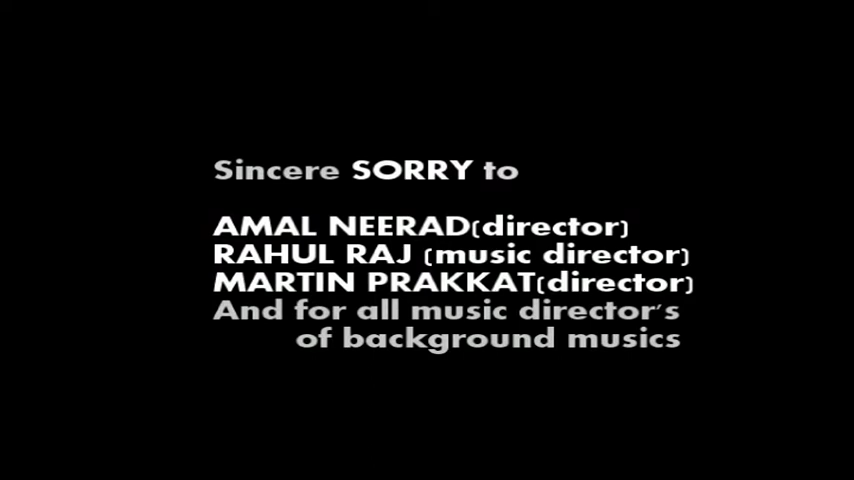 Sincere SORRY to
AMAL NEERAD(director)
RAHUL RAJ (music director)
MARTIN PRAKKAT(director)
And for all music director's
of background musics